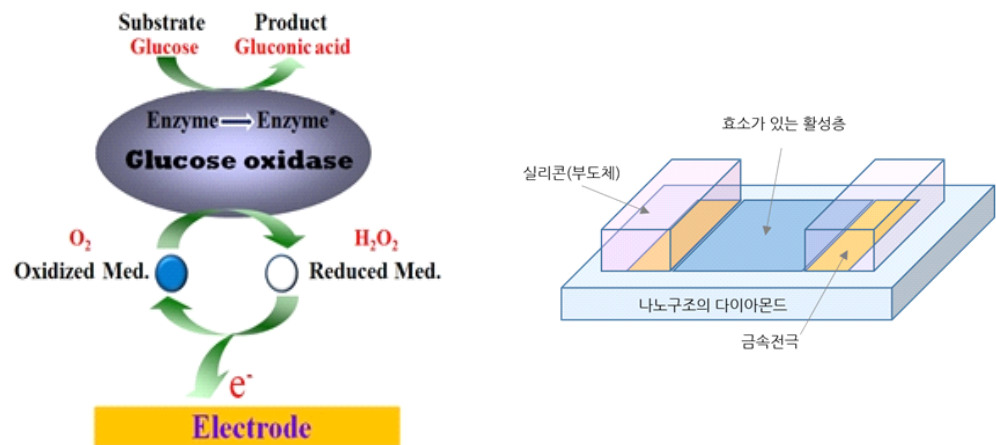 Substrate
Glucose
Product
Gluconic acid
Enzyme Enzyme*
Glucose oxidase
O2
Oxidized Med.
H2O2
Reduced Med.
e-
Electrode
효소가 있는 활성층
실리콘(부도체)
나노구조의 다이아몬드
금속전극